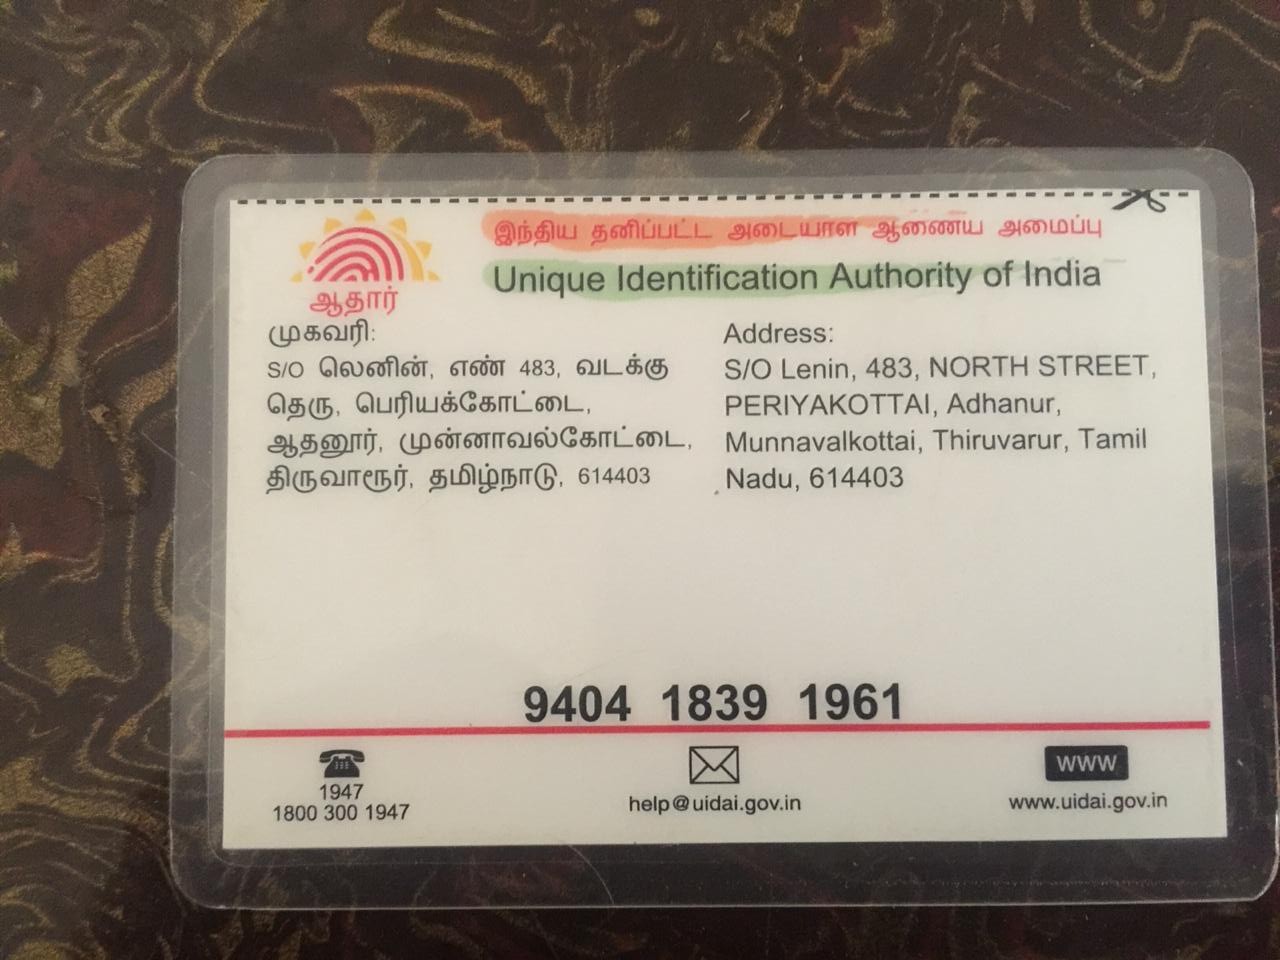 இந்திய தனிப்பட்ட அடையாள ஆணைய அமைப்பு
Unique Identification Authority of India
ஆதார்
முகவரி:
S/O லெனின், எண் 483, வடக்கு
தெரு, பெரியக்கோட்டை,
ஆதனூர், முன்னாவல்கோட்டை,
திருவாரூர், தமிழ்நாடு, 614403
Address:
S/O Lenin, 483, NORTH STREET,
PERIYAKOTTAI, Adhanur,
Munnavalkottai, Thiruvarur, Tamil
Nadu, 614403
9404 1839 1961
1947
1800 300 1947
help@uidai.gov.in
WWW
www.uidai.gov.in